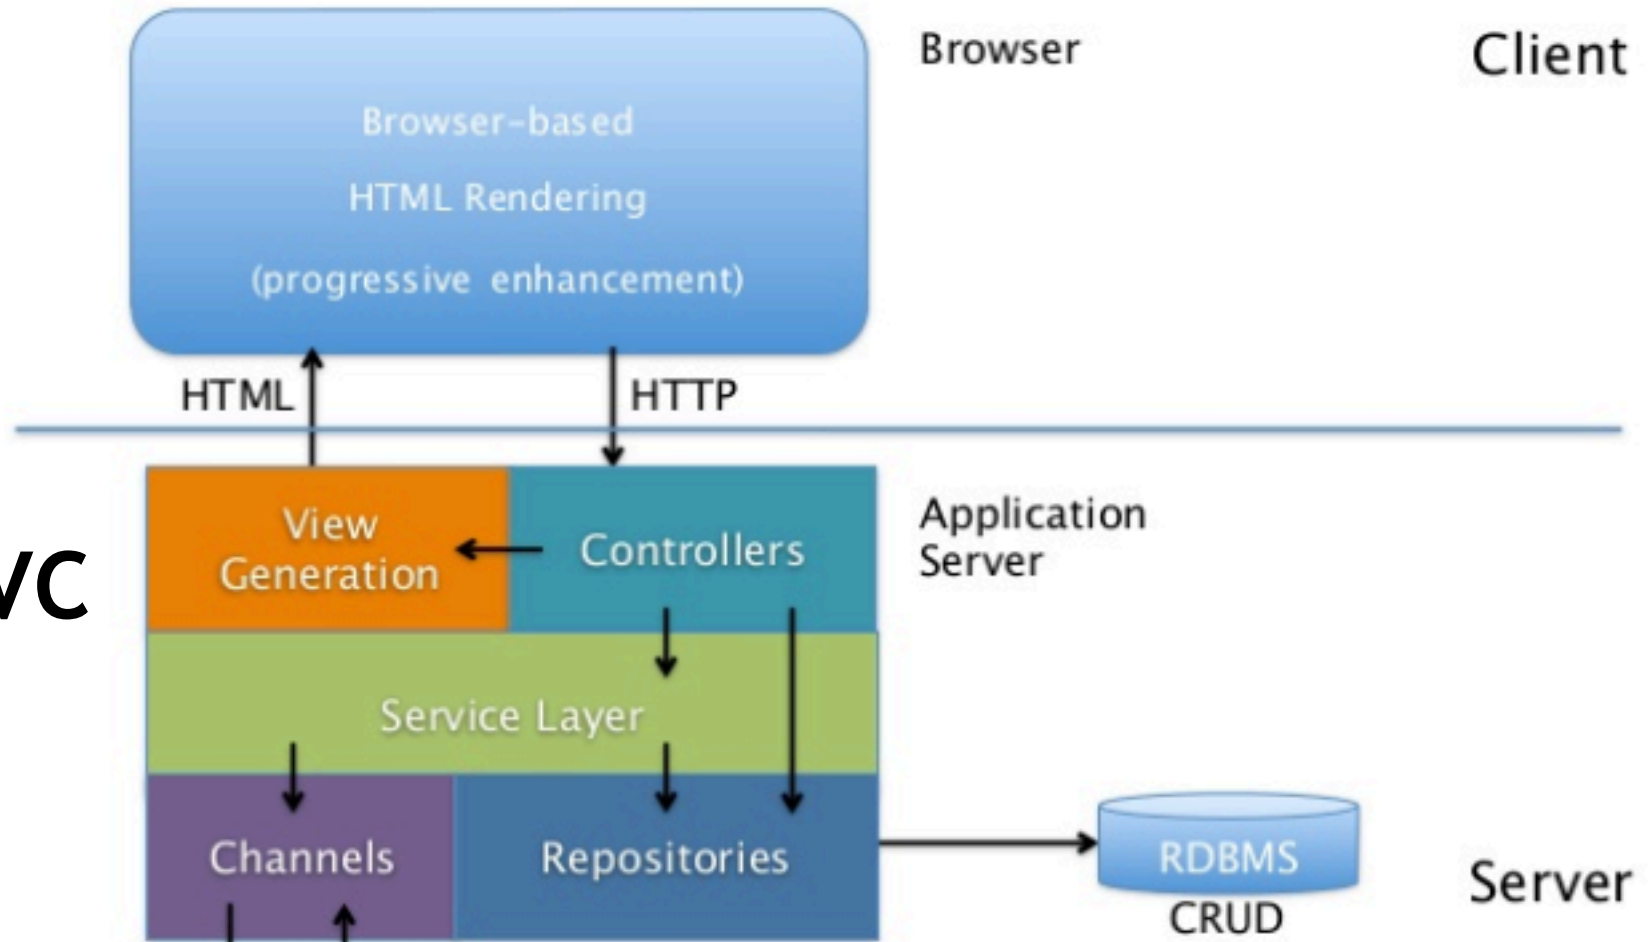 Browser
Client
Browser-based
HTML Rendering
(progressive enhancement)
HTML
HTTP
View
Generation
Controllers
Application
Server
VC
Service Layer
Channels
Repositories
RDBMS
CRUD
Server